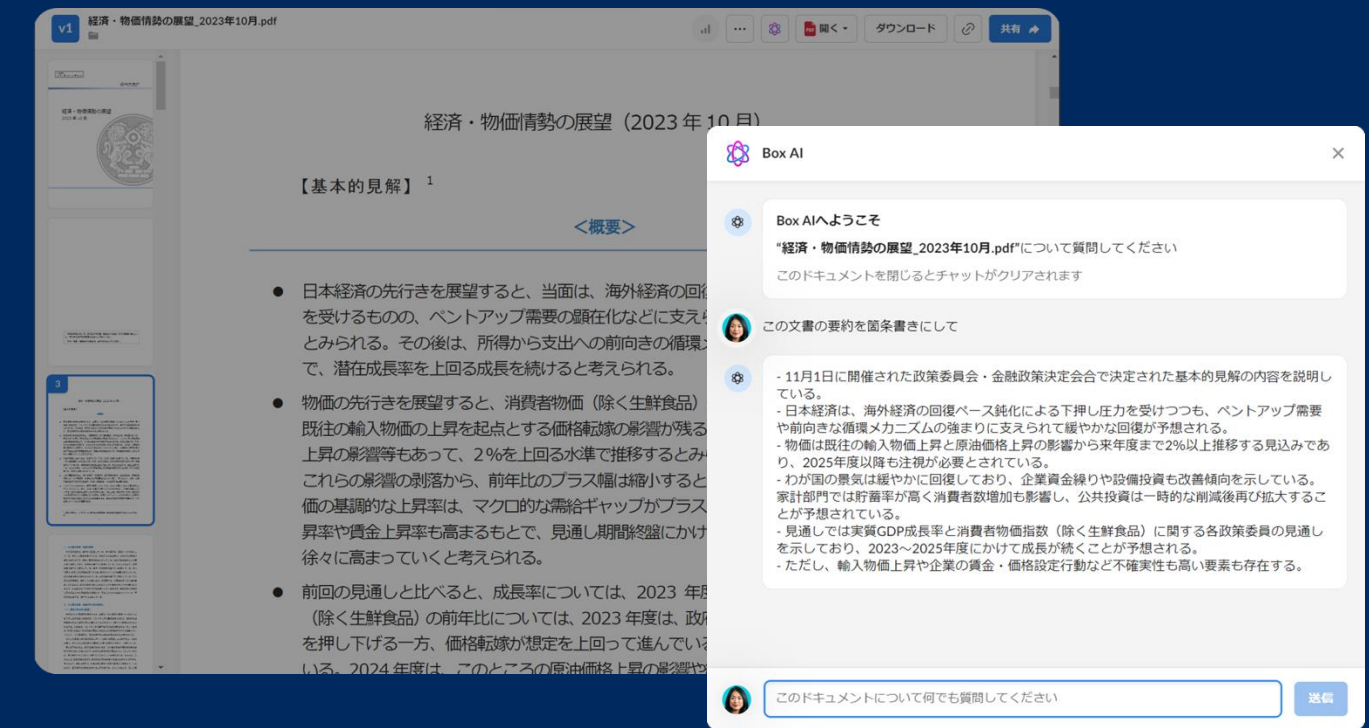 v1
経済・物価情勢の展望_2023年10月.pdf
開く
ダウンロード
共有
経済・物価情勢の展望
2023年10月
3
経済・物価情勢の展望（2023年10月）
【基本的見解】1
＜概要＞
● 日本経済の先行きを展望すると、当面は、海外経済の回復
を受けるものの、ペントアップ需要の顕在化などに支えら
とみられる。その後は、所得から支出への前向きの循環メ
で、潜在成長率を上回る成長を続けると考えられる。
● 物価の先行きを展望すると、消費者物価（除く生鮮食品）
既往の輸入物価の上昇を起点とする価格転嫁の影響が残る
上昇の影響等もあって、２％を上回る水準で推移するとみ
これらの影響の剥落から、前年比のプラス幅は縮小すると
価の基調的な上昇率は、マクロ的な需給ギャップがプラス
昇率や賃金上昇率も高まるもとで、見通し期間終盤にかけ
徐々に高まっていくと考えられる。
● 前回の見通しと比べると、成長率については、2023 年度
（除く生鮮食品）の前年比については、2023 年度は、政府
を押し下げる一方、価格転嫁が想定を上回って進んでいる
いる。2024 年度は、このところの原油価格上昇の影響や
Box AI
Box AIへようこそ
“経済・物価情勢の展望_2023年10月.pdf”について質問してください
このドキュメントを閉じるとチャットがクリアされます
この文書の要約を箇条書きにして
- 11月1日に開催された政策委員会・金融政策決定会合で決定された基本的見解の内容を説明し
ている。
- 日本経済は、海外経済の回復ペース鈍化による下押し圧力を受けつつも、ペントアップ需要
や前向きな循環メカニズムの強まりに支えられて緩やかな回復が予想される。
- 物価は既往の輸入物価上昇と原油価格上昇の影響から来年度まで2%以上推移する見込みであ
り、2025年度以降も注視が必要とされている。
- わが国の景気は緩やかに回復しており、企業資金繰りや設備投資も改善傾向を示している。
家計部門では貯蓄率が高く消費者数増加も影響し、公共投資は一時的な削減後再び拡大するこ
とが予想されている。
- 見通しでは実質GDP成長率と消費者物価指数（除く生鮮食品）に関する各政策委員の見通し
を示しており、2023～2025年度にかけて成長が続くことが予想される。
- ただし、輸入物価上昇や企業の賃金・価格設定行動など不確実性も高い要素も存在する。
このドキュメントについて何でも質問してください
送信